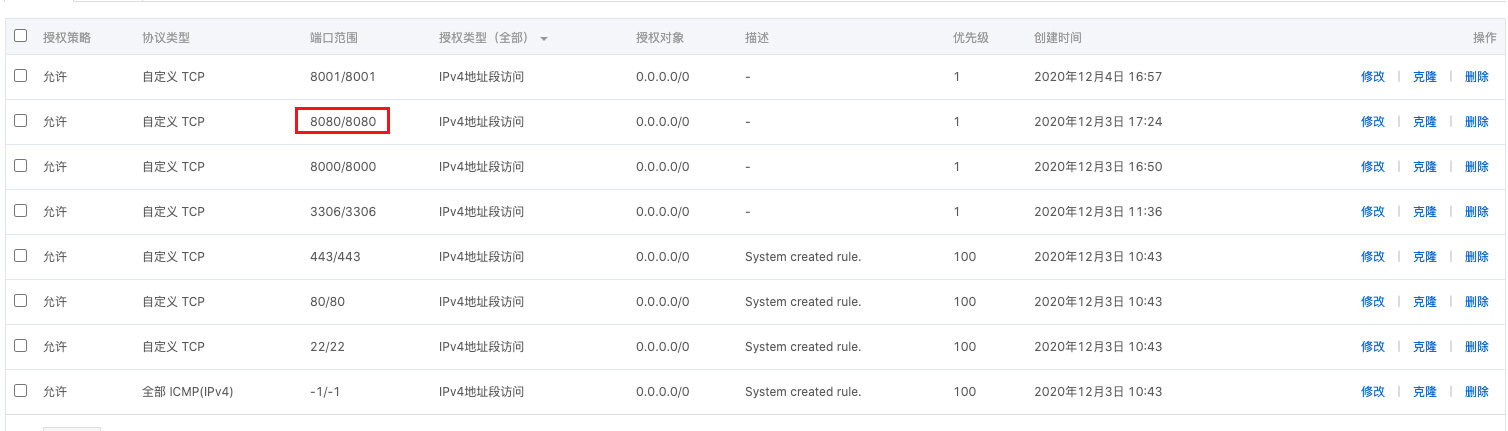 授权策略 协议类型 端口范围 授权类型（全部） 授权对象 描述 优先级 创建时间 操作
允许 自定义 TCP 8001/8001 IPv4地址段访问 0.0.0.0/0 - 1 2020年12月4日 16:57 修改 | 克隆 | 删除
允许 自定义 TCP 8080/8080 IPv4地址段访问 0.0.0.0/0 - 1 2020年12月3日 17:24 修改 | 克隆 | 删除
允许 自定义 TCP 8000/8000 IPv4地址段访问 0.0.0.0/0 - 1 2020年12月3日 16:50 修改 | 克隆 | 删除
允许 自定义 TCP 3306/3306 IPv4地址段访问 0.0.0.0/0 - 1 2020年12月3日 11:36 修改 | 克隆 | 删除
允许 自定义 TCP 443/443 IPv4地址段访问 0.0.0.0/0 System created rule. 100 2020年12月3日 10:43 修改 | 克隆 | 删除
允许 自定义 TCP 80/80 IPv4地址段访问 0.0.0.0/0 System created rule. 100 2020年12月3日 10:43 修改 | 克隆 | 删除
允许 自定义 TCP 22/22 IPv4地址段访问 0.0.0.0/0 System created rule. 100 2020年12月3日 10:43 修改 | 克隆 | 删除
允许 全部 ICMP(IPv4) -1/-1 IPv4地址段访问 0.0.0.0/0 System created rule. 100 2020年12月3日 10:43 修改 | 克隆 | 删除